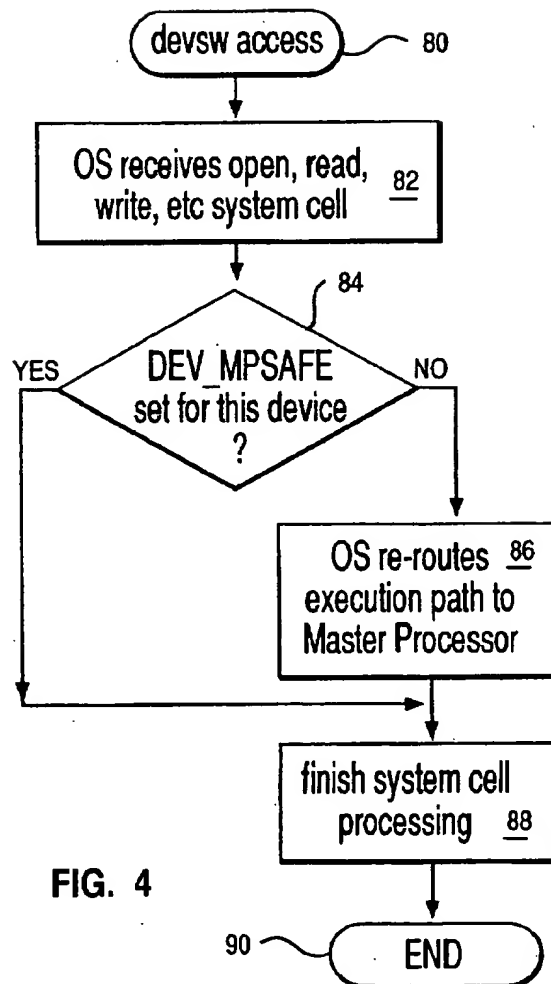 devsw access
80
OS receives open, read,
write, etc system cell 82
84
YES
DEV_MPSAFE
NO
set for this device
?
OS re-routes 86
execution path to
Master Processor
finish system cell
processing 88
FIG. 4
90
END